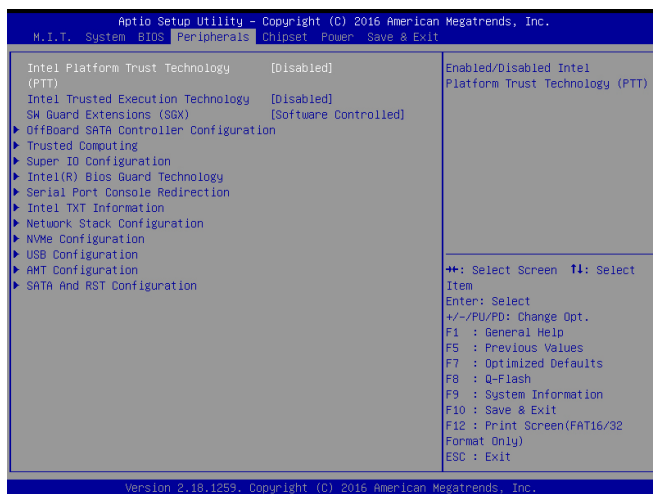 Aptio Setup Utility – Copyright (C) 2016 American Megatrends, Inc.
M.I.T. System BIOS Peripherals Chipset Power Save & Exit
Intel Platform Trust Technology [Disabled]
(PTT)
Intel Trusted Execution Technology [Disabled]
SW Guard Extensions (SGX) [Software Controlled]
OffBoard SATA Controller Configuration
Trusted Computing
Super IO Configuration
Intel(R) Bios Guard Technology
Serial Port Console Redirection
Intel TXT Information
Network Stack Configuration
NVMe Configuration
USB Configuration
AMT Configuration
SATA And RST Configuration
Enabled/Disabled Intel
Platform Trust Technology (PTT)
→←: Select Screen ↑↓: Select
Item
Enter: Select
+/-/PU/PD: Change Opt.
F1 : General Help
F5 : Previous Values
F7 : Optimized Defaults
F8 : Q-Flash
F9 : System Information
F10 : Save & Exit
F12 : Print Screen(FAT16/32
Format Only)
ESC : Exit
Version 2.18.1259. Copyright (C) 2016 American Megatrends, Inc.